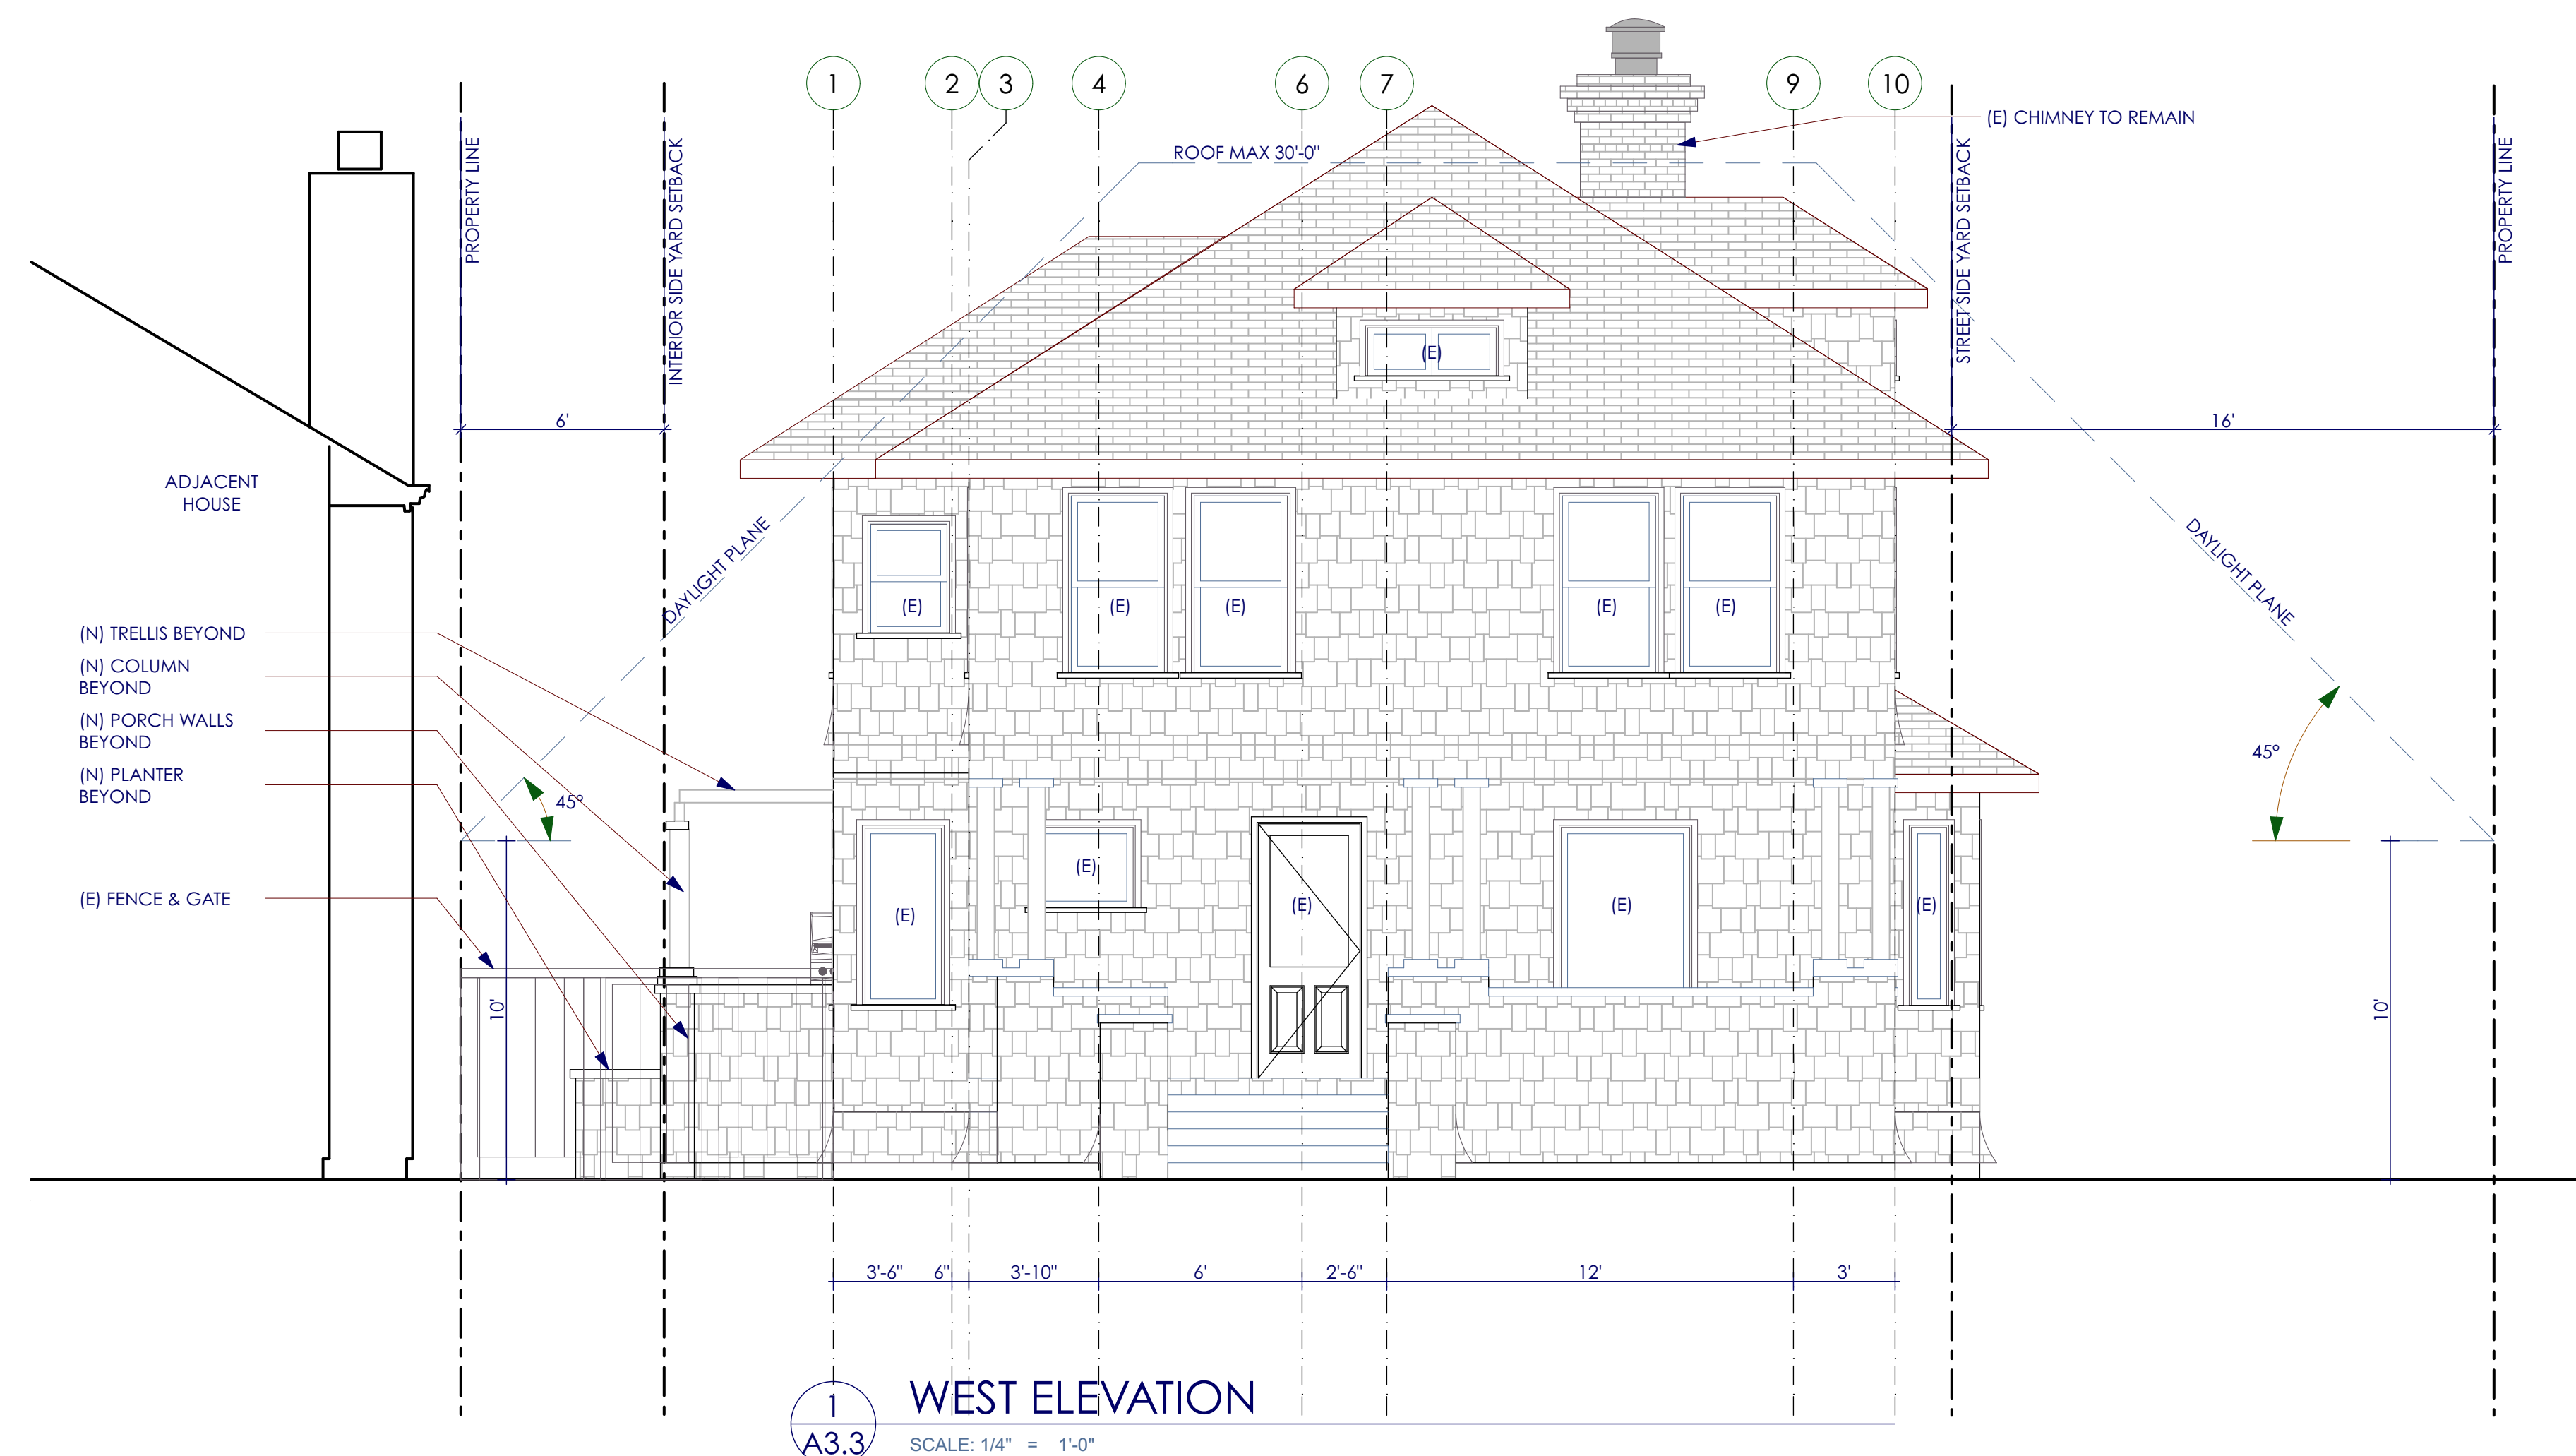 1
2
3
4
6
7
9
10
(E) CHIMNEY TO REMAIN
ROOF MAX 30'-0"
PROPERTY LINE
INTERIOR SIDE YARD SETBACK
STREET SIDE YARD SETBACK
PROPERTY LINE
(E)
6'
16'
ADJACENT
HOUSE
DAYLIGHT PLANE
DAYLIGHT PLANE
(E)
(E)
(E)
(E)
(E)
(N) TRELLIS BEYOND
(N) COLUMN
BEYOND
(N) PORCH WALLS
BEYOND
(N) PLANTER
BEYOND
45°
45°
(E) FENCE & GATE
(E)
(E)
(E)
(E)
(E)
10'
10'
3'-6"
6"
3'-10"
6'
2'-6"
12'
3'
1
A3.3
WEST ELEVATION
SCALE: 1/4" = 1'-0"